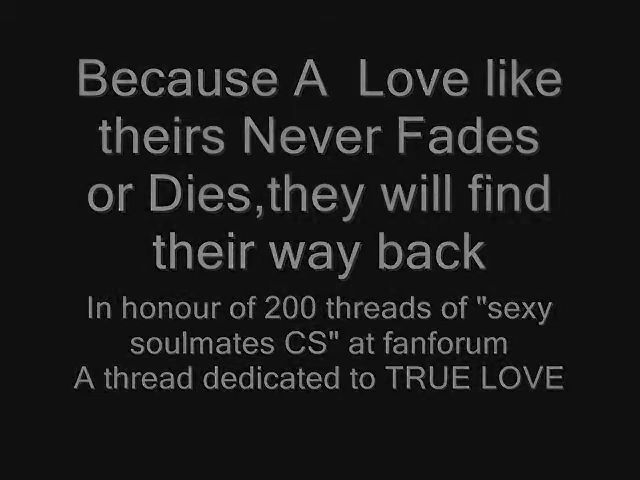 Because A  Love like
theirs Never Fades
or Dies,they will find
their way back
In honour of 200 threads of "sexy
soulmates CS" at fanforum
A thread dedicated to TRUE LOVE